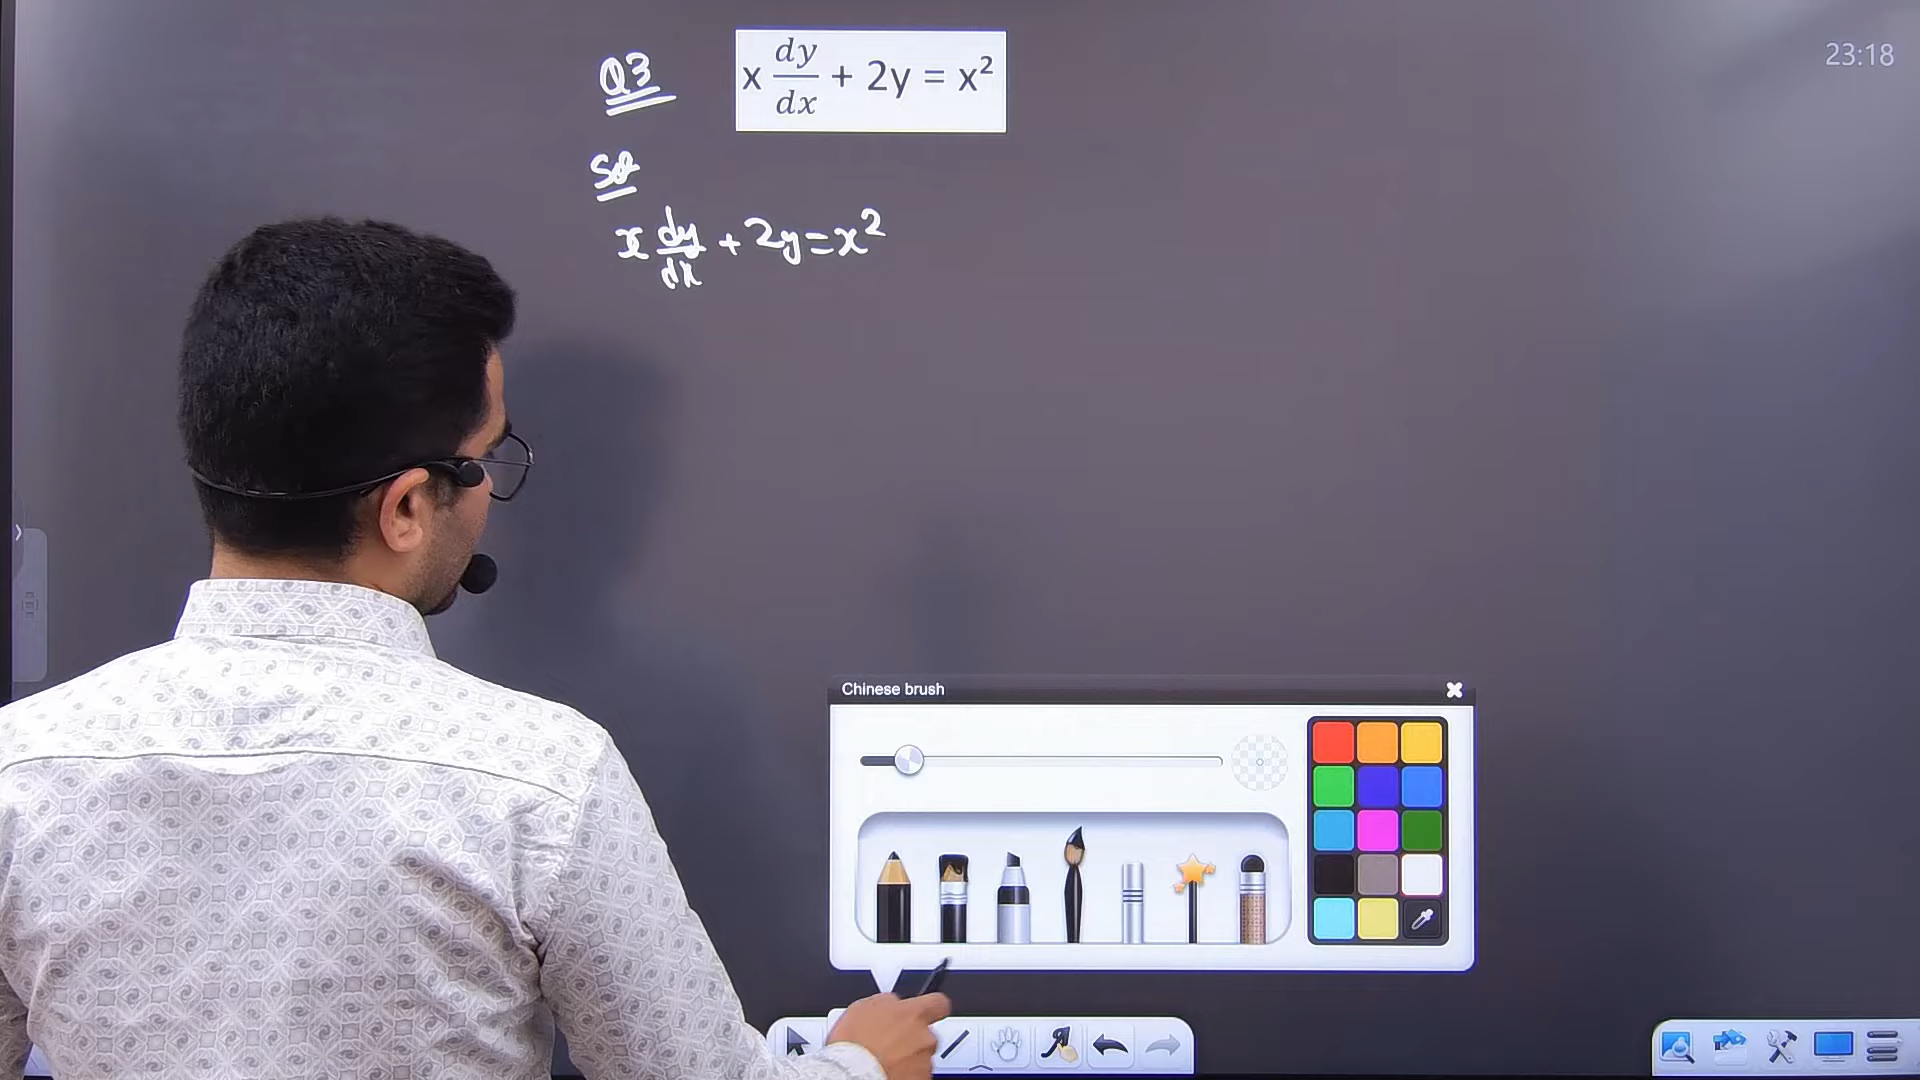 Q3
x dy/dx + 2y = x²
Sol
x dy/dx + 2y = x²
23:18
Chinese brush